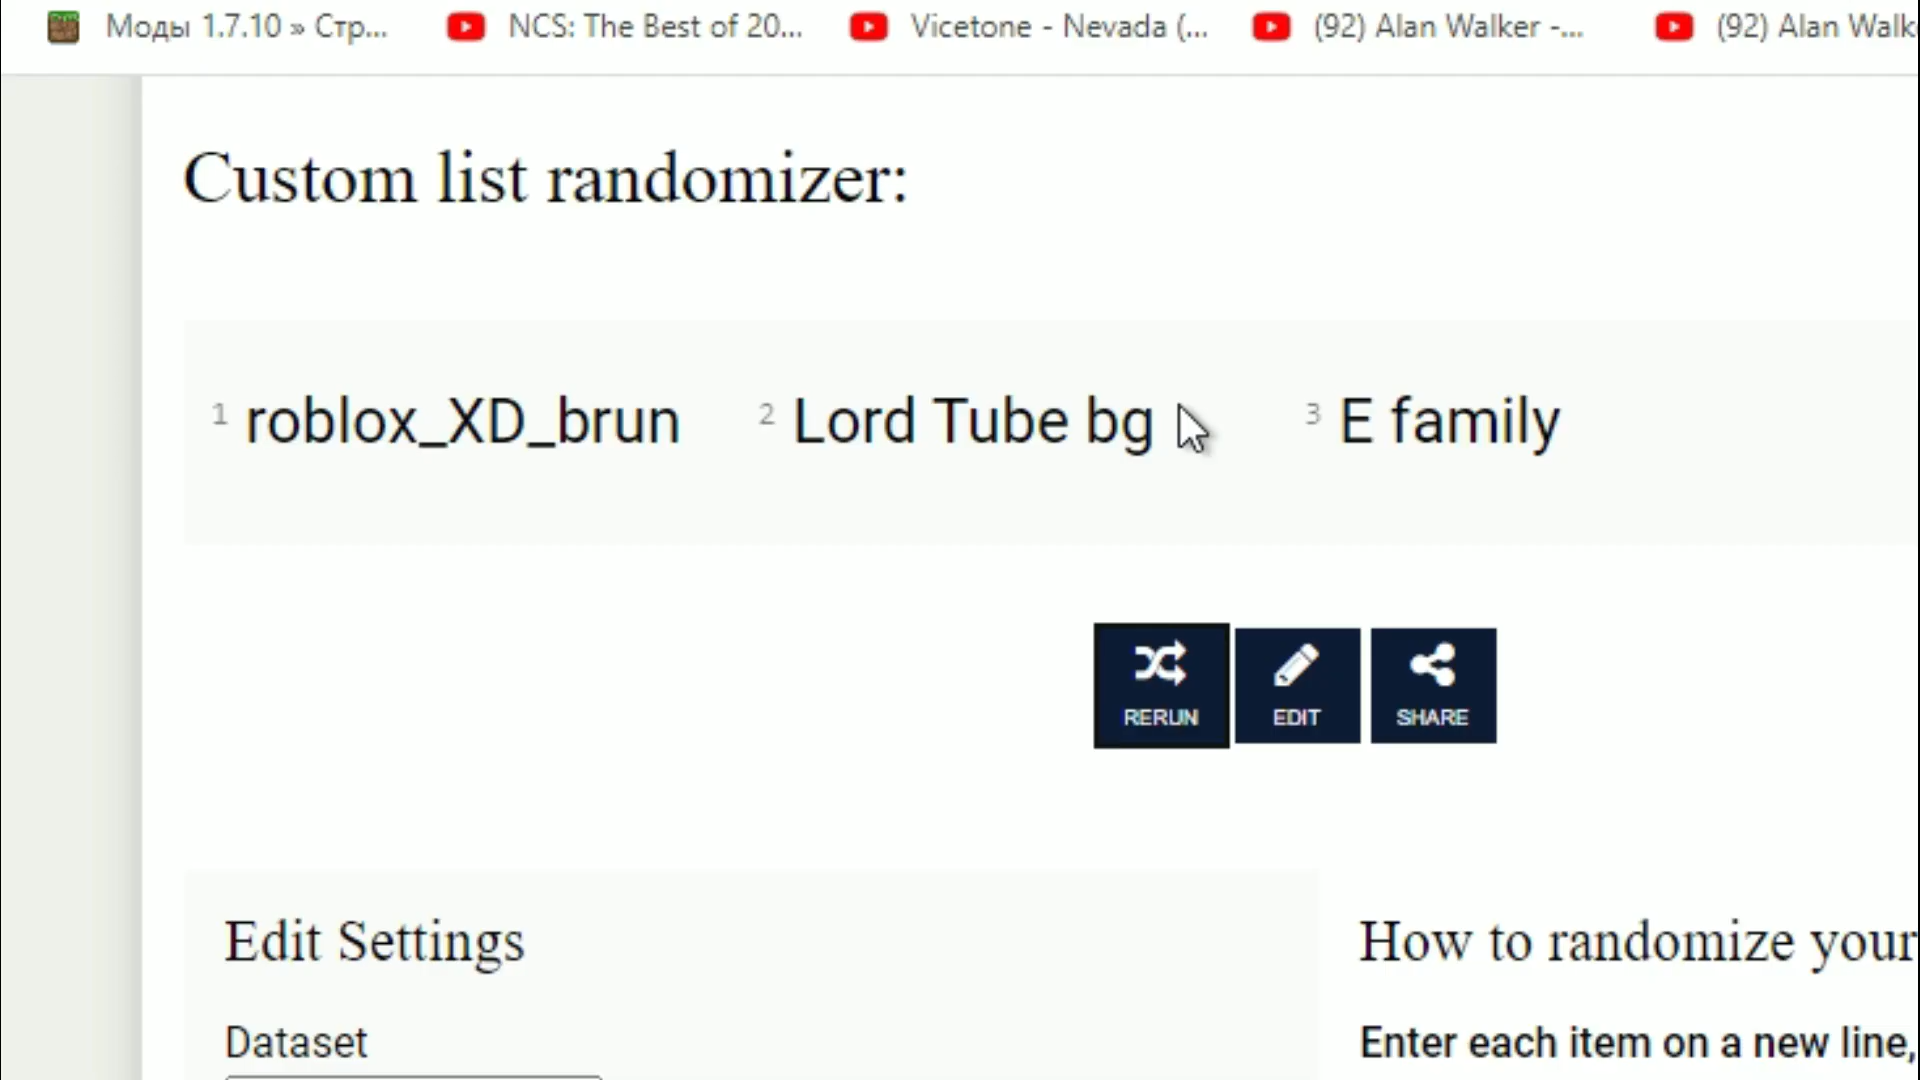 Моды 1.7.10 » Стр... NCS: The Best of 20... Vicetone - Nevada (... (92) Alan Walker -... (92) Alan Walk
Custom list randomizer:
1 roblox_XD_brun 2 Lord Tube bg 3 E family
RERUN EDIT SHARE
Edit Settings
How to randomize your
Dataset
Enter each item on a new line,